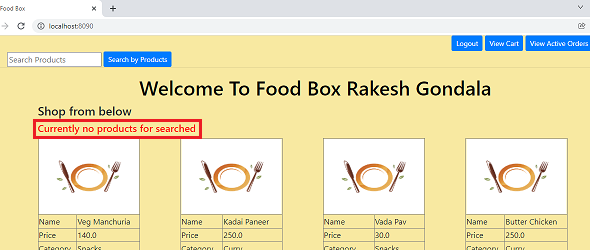 Food Box
localhost:8090
Logout View Cart View Active Orders
Search Products Search by Products
Welcome To Food Box Rakesh Gondala
Shop from below
Currently no products for searched
Name Veg Manchuria Name Kadai Paneer Name Vada Pav Name Butter Chicken
Price 140.0 Price 250.0 Price 30.0 Price 250.0
Category Snacks Category Curry Category Snacks Category Curry